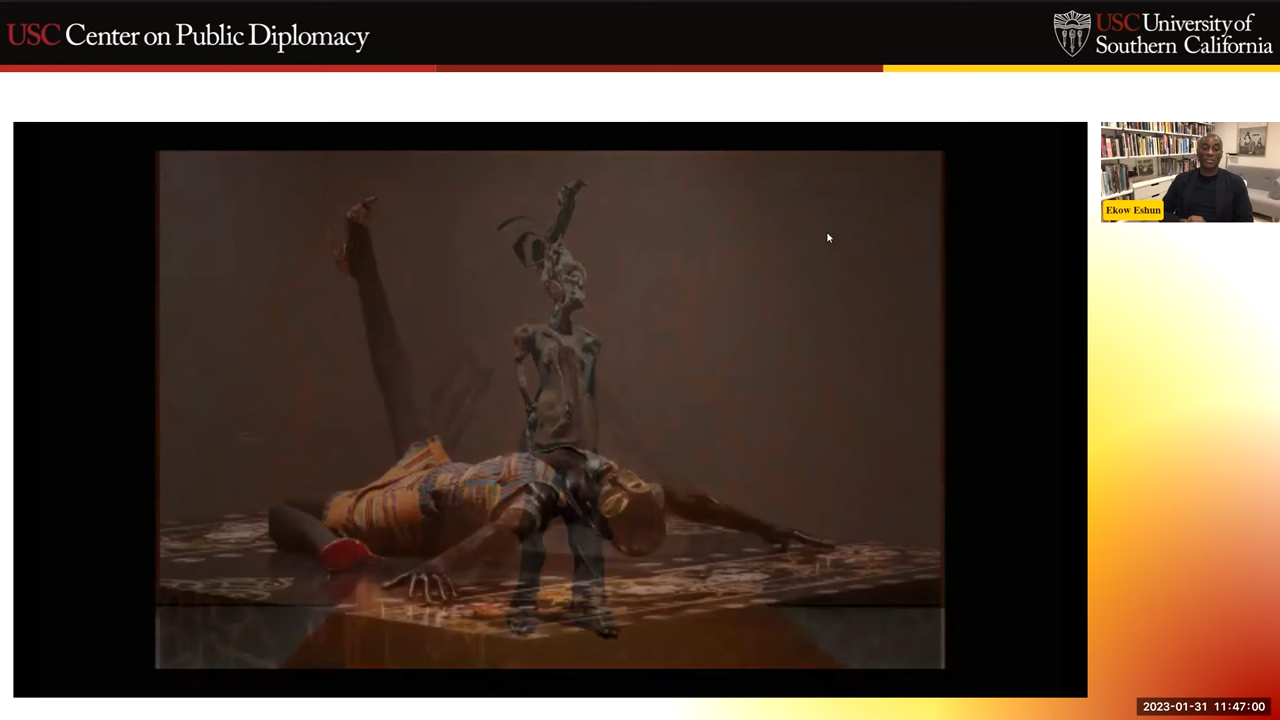 USC Center on Public Diplomacy
USC University of
Southern California
Ekow Eshun
2023-01-31 11:47:00